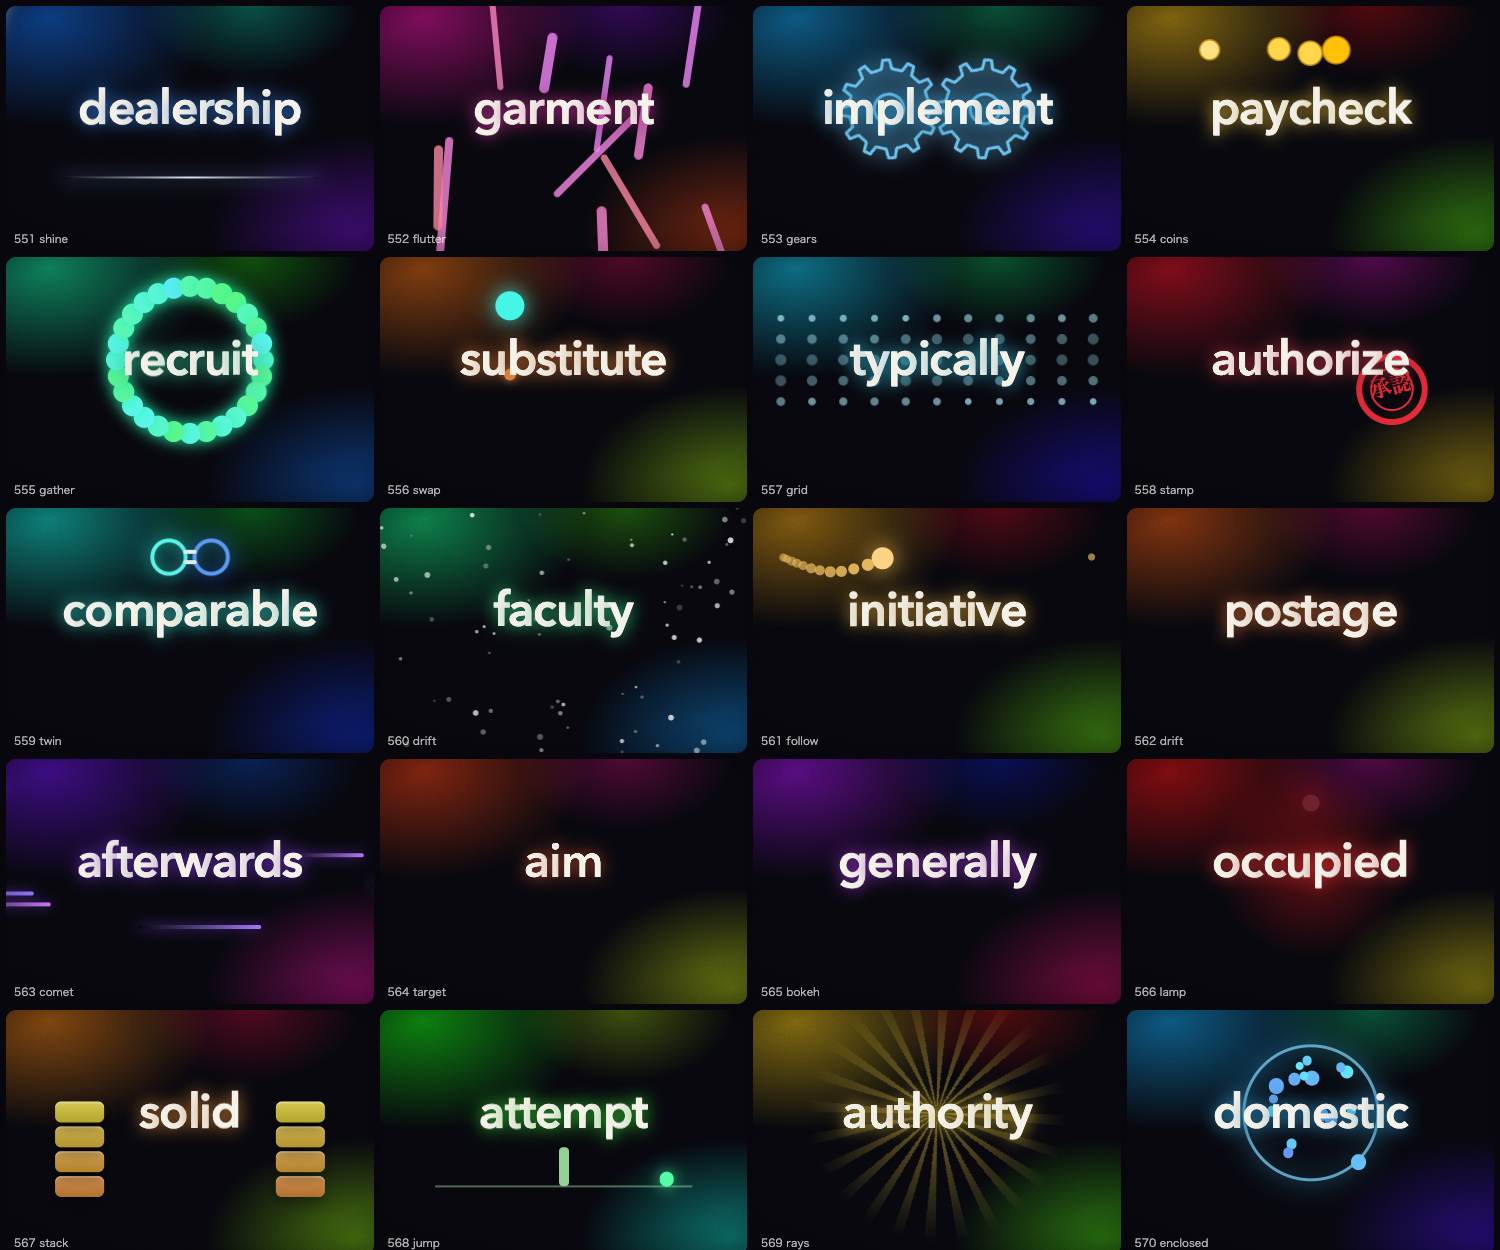 dealership
551 shine
garment
552 flutter
implement
553 gears
paycheck
554 coins
recruit
555 gather
substitute
556 swap
typically
557 grid
authorize
承認
558 stamp
comparable
559 twin
faculty
560 drift
initiative
561 follow
postage
562 drift
afterwards
563 comet
aim
564 target
generally
565 bokeh
occupied
566 lamp
solid
567 stack
attempt
568 jump
authority
569 rays
domestic
570 enclosed